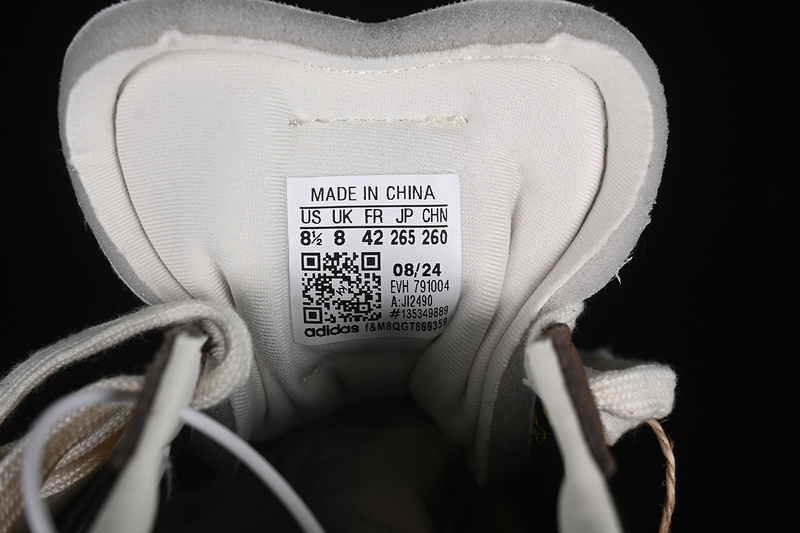 MADE IN CHINA
US UK FR JP CHN
8½ 8 42 265 260
08/24
EVH 791004
A:JI2490
#135349889
adidas f&M8QGT866359